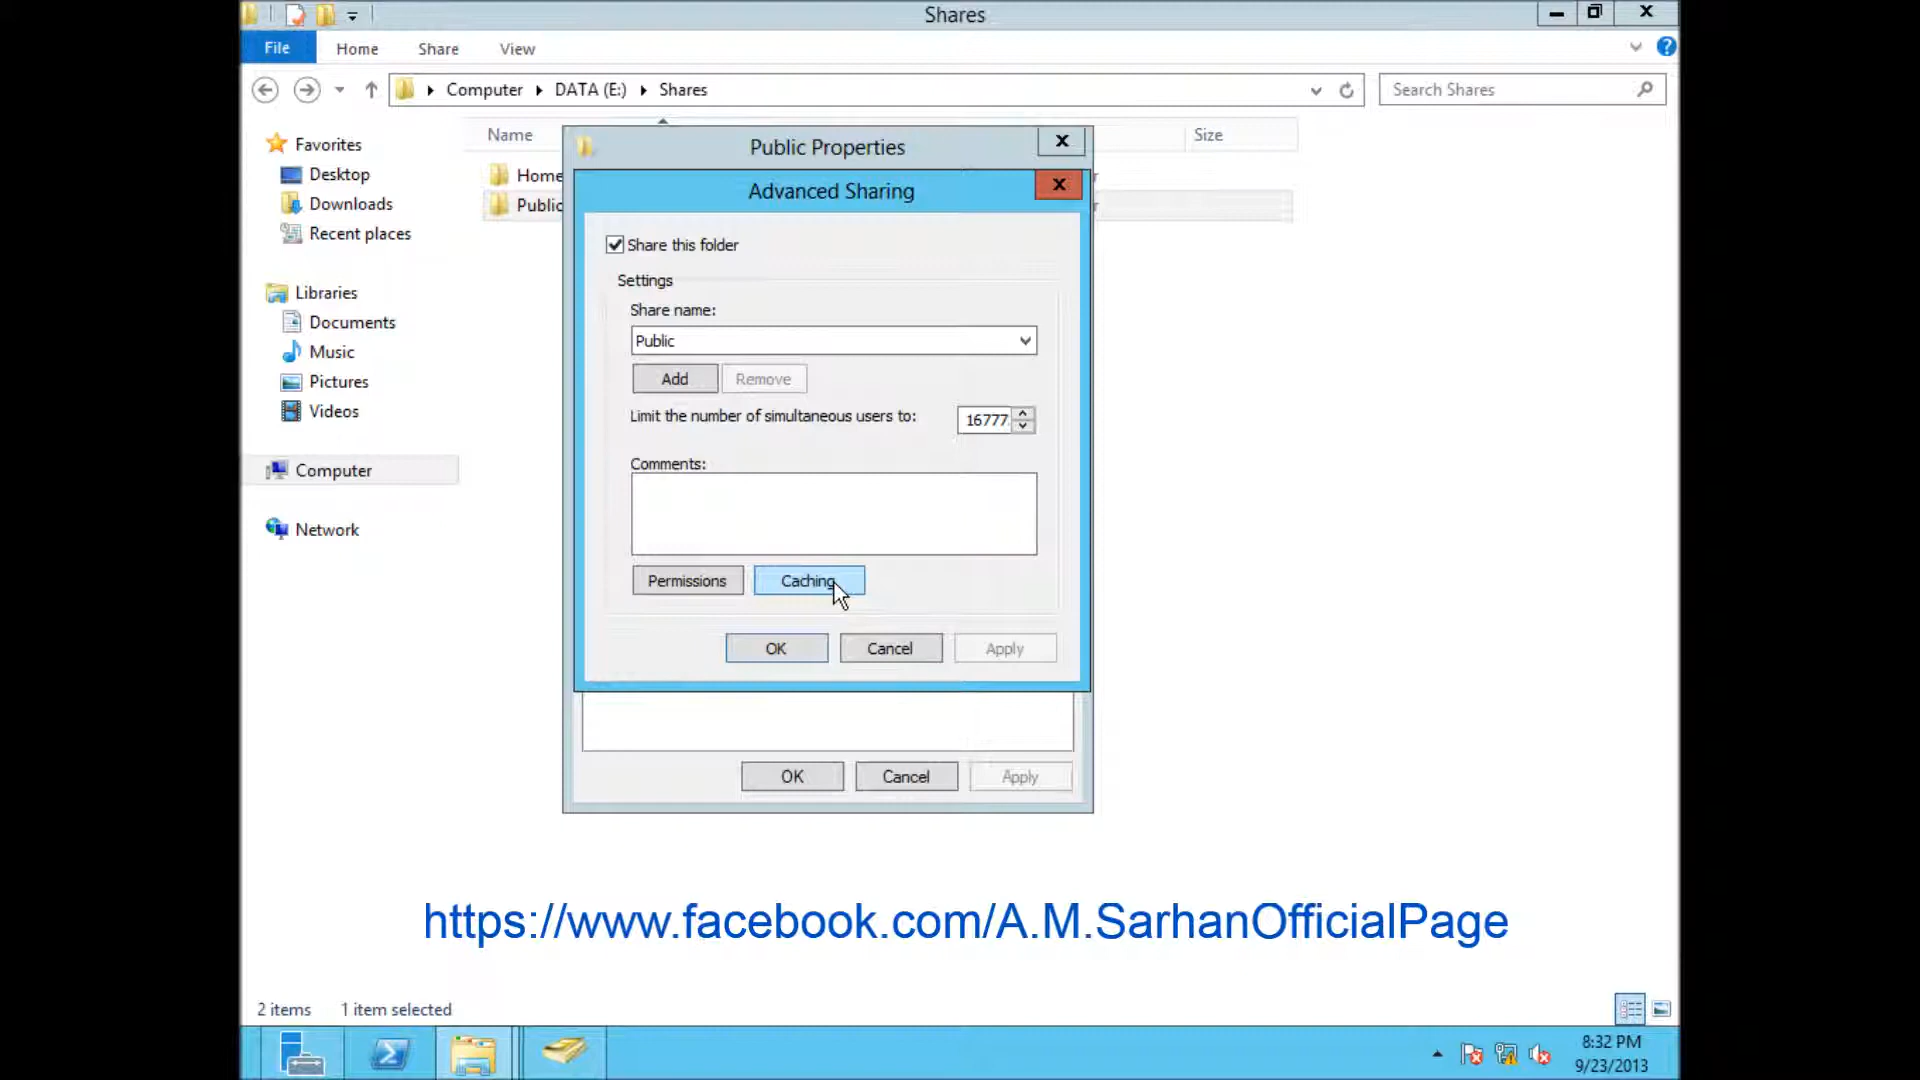 Shares
File Home Share View
Computer DATA (E:) Shares
Search Shares
Name Size
Favorites
Desktop
Downloads
Recent places
Libraries
Documents
Music
Pictures
Videos
Computer
Network
Home
Public
Public Properties
Advanced Sharing
Share this folder
Settings
Share name:
Public
Add Remove
Limit the number of simultaneous users to: 16777
Comments:
Permissions Caching
OK Cancel Apply
OK Cancel Apply
https://www.facebook.com/A.M.SarhanOfficialPage
2 items 1 item selected
8:32 PM
9/23/2013